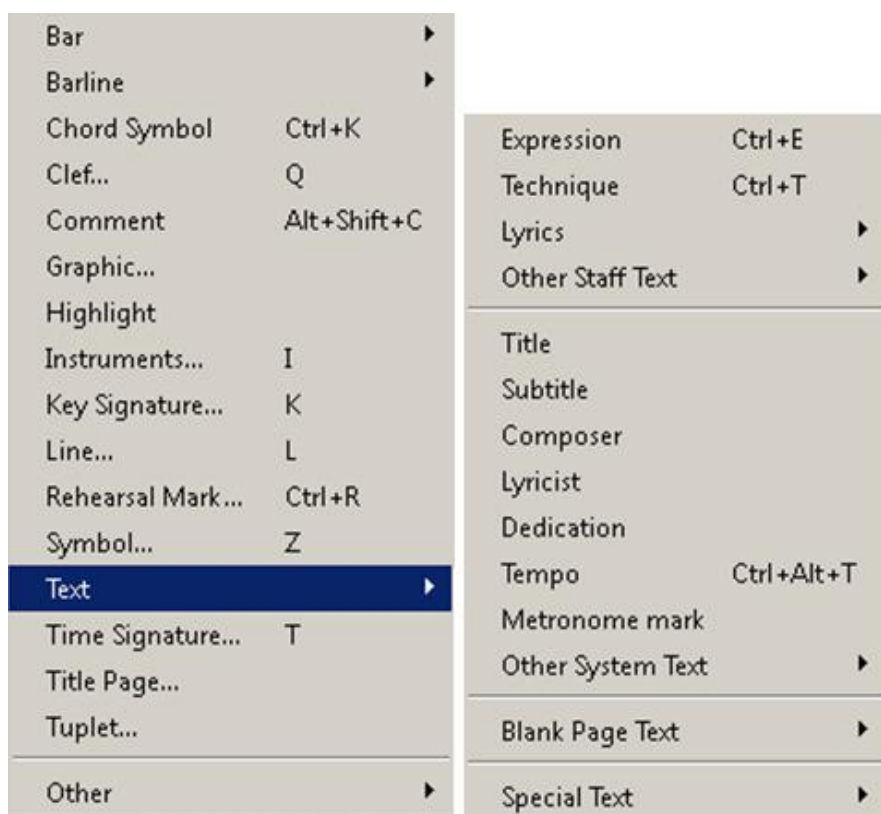 Bar
Barline
Chord Symbol Ctrl+K
Clef... Q
Comment Alt+Shift+C
Graphic...
Highlight
Instruments... I
Key Signature... K
Line... L
Rehearsal Mark... Ctrl+R
Symbol... Z
Text
Time Signature... T
Title Page...
Tuplet...
Other
Expression Ctrl+E
Technique Ctrl+T
Lyrics
Other Staff Text
Title
Subtitle
Composer
Lyricist
Dedication
Tempo Ctrl+Alt+T
Metronome mark
Other System Text
Blank Page Text
Special Text